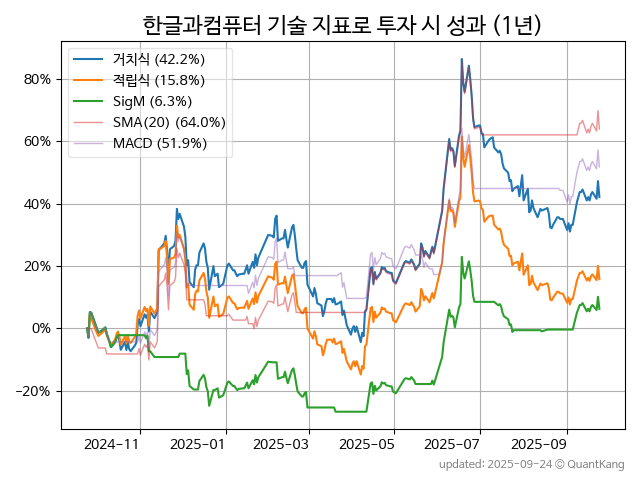 한글과컴퓨터 기술 지표로 투자 시 성과 (1년)
거치식 (42.2%)
적립식 (15.8%)
SigM (6.3%)
SMA(20) (64.0%)
MACD (51.9%)
80%
60%
40%
20%
0%
−20%
2024-11
2025-01
2025-03
2025-05
2025-07
2025-09
updated: 2025-09-24 © QuantKang